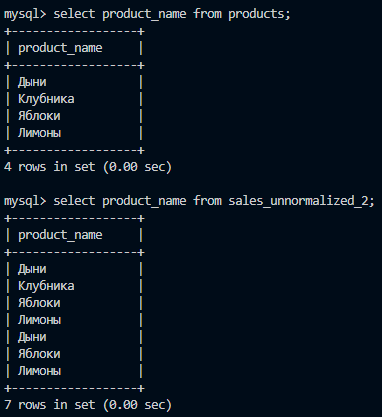 mysql> select product_name from products;
+------------------+
| product_name     |
+------------------+
| Дыни             |
| Клубника         |
| Яблоки           |
| Лимоны           |
+------------------+
4 rows in set (0.00 sec)
mysql> select product_name from sales_unnormalized_2;
+------------------+
| product_name     |
+------------------+
| Дыни             |
| Клубника         |
| Яблоки           |
| Лимоны           |
| Дыни             |
| Яблоки           |
| Лимоны           |
+------------------+
7 rows in set (0.00 sec)